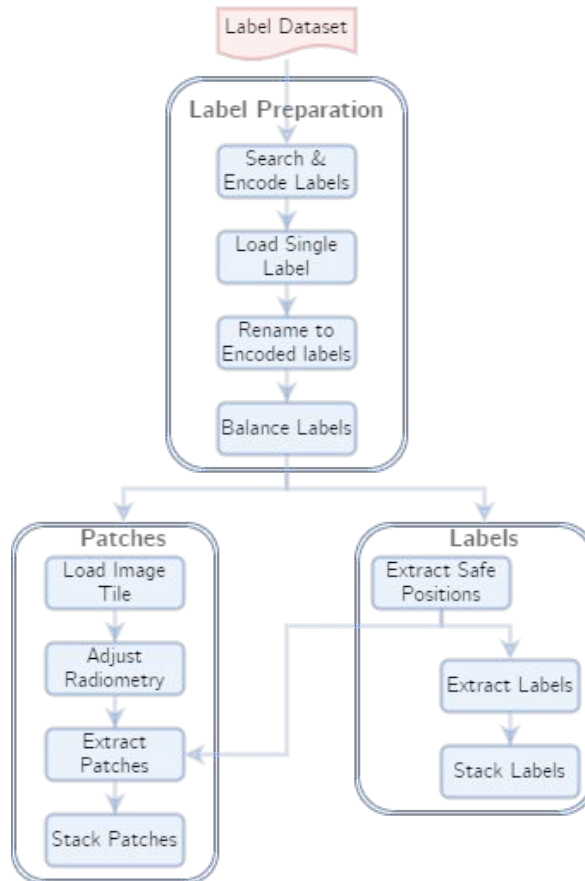 Label Dataset
Label Preparation
Search &
Encode Labels
Load Single
Label
Rename to
Encoded labels
Balance Labels
Patches
Load Image
Tile
Adjust
Radiometry
Extract
Patches
Stack Patches
Labels
Extract Safe
Positions
Extract Labels
Stack Labels